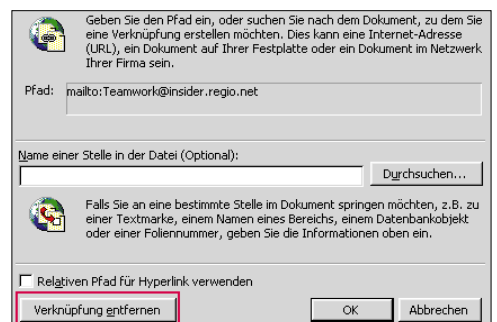 Geben Sie den Pfad ein, oder suchen Sie nach dem Dokument, zu dem Sie
eine Verknüpfung erstellen möchten. Dies kann eine Internet-Adresse
(URL), ein Dokument auf Ihrer Festplatte oder ein Dokument im Netzwerk
Ihrer Firma sein.
Pfad: mailto:Teamwork@insider.regio.net
Name einer Stelle in der Datei (Optional):
Durchsuchen...
Falls Sie an eine bestimmte Stelle im Dokument springen möchten, z.B. zu
einer Textmarke, einem Namen eines Bereichs, einem Datenbankobjekt
oder einer Foliennummer, geben Sie die Informationen oben ein.
Relativen Pfad für Hyperlink verwenden
Verknüpfung entfernen OK Abbrechen